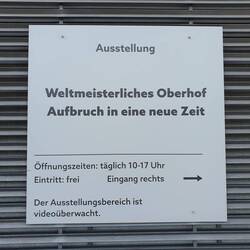 Ausstellung
Weltmeisterliches Oberhof
Aufbruch in eine neue Zeit
Öffnungszeiten: täglich 10-17 Uhr
Eintritt: frei Eingang rechts
Der Ausstellungsbereich ist
videoüberwacht.